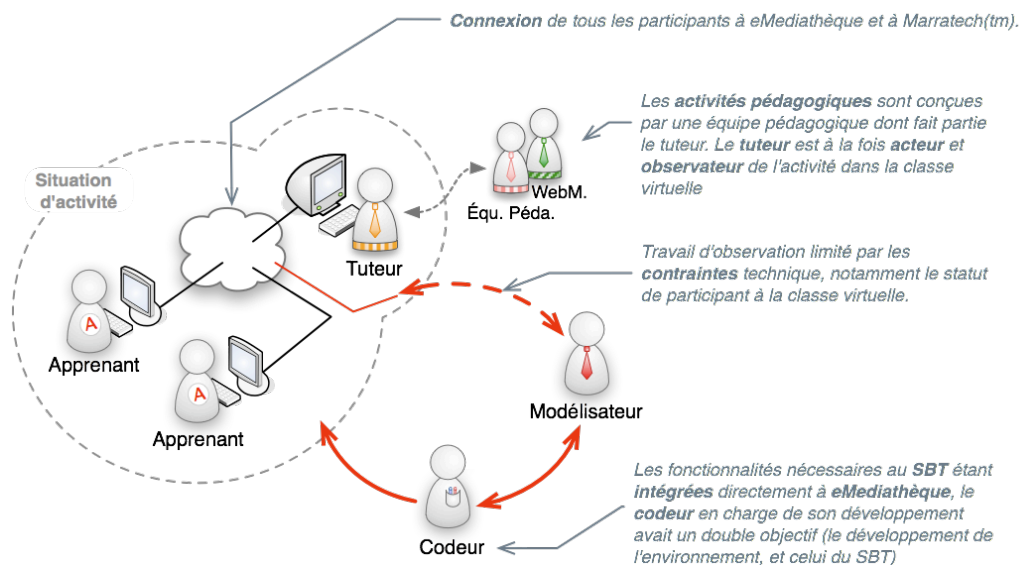 Connexion de tous les participants à eMediathèque et à Marratech(tm).
Les activités pédagogiques sont conçues
par une équipe pédagogique dont fait partie
le tuteur. Le tuteur est à la fois acteur et
observateur de l'activité dans la classe
virtuelle
Situation
d'activité
WebM.
Équ. Péda.
Tuteur
Travail d'observation limité par les
contraintes technique, notamment le statut
de participant à la classe virtuelle.
A
Apprenant
A
Apprenant
Modélisateur
Les fonctionnalités nécessaires au SBT étant
intégrées directement à eMediathèque, le
codeur en charge de son développement
avait un double objectif (le développement de
l'environnement, et celui du SBT)
Codeur